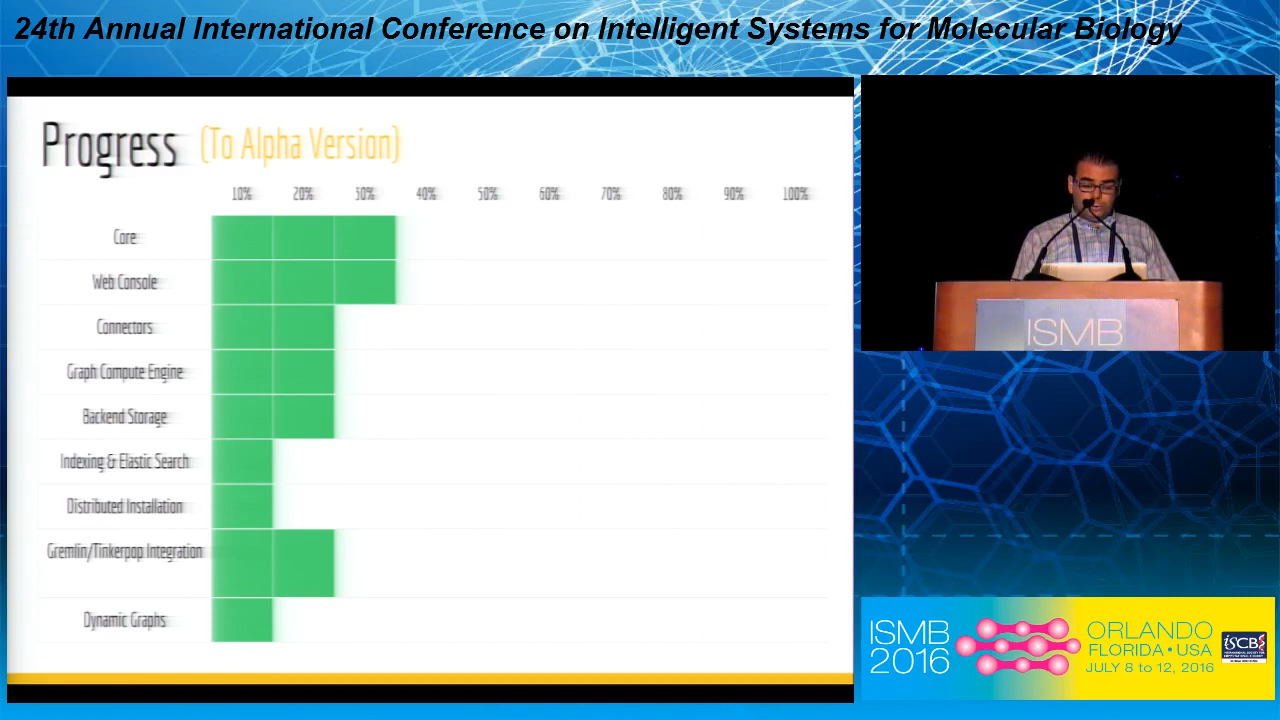 24th Annual International Conference on Intelligent Systems for Molecular Biology
Progress (To Alpha Version)
10% 20% 30% 40% 50% 60% 70% 80% 90% 100%
Core
Web Console
Connectors
Graph Compute Engine
Backend Storage
Indexing & Elastic Search
Distributed Installation
Gremlin/Tinkerpop Integration
Dynamic Graphs
ISMB
ISMB
2016
ORLANDO
FLORIDA • USA
JULY 8 to 12, 2016
ISCB